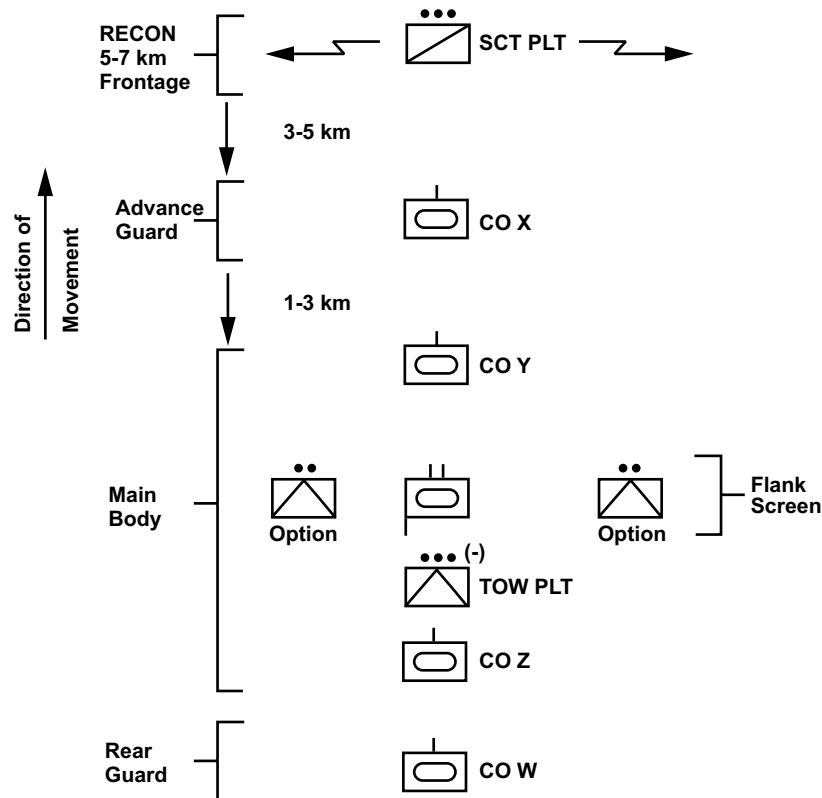 RECON
5-7 km
Frontage
SCT PLT
3-5 km
Direction of
Movement
Advance
Guard
CO X
1-3 km
CO Y
Main
Body
Option
Option
Flank
Screen
(-)
TOW PLT
CO Z
Rear
Guard
CO W